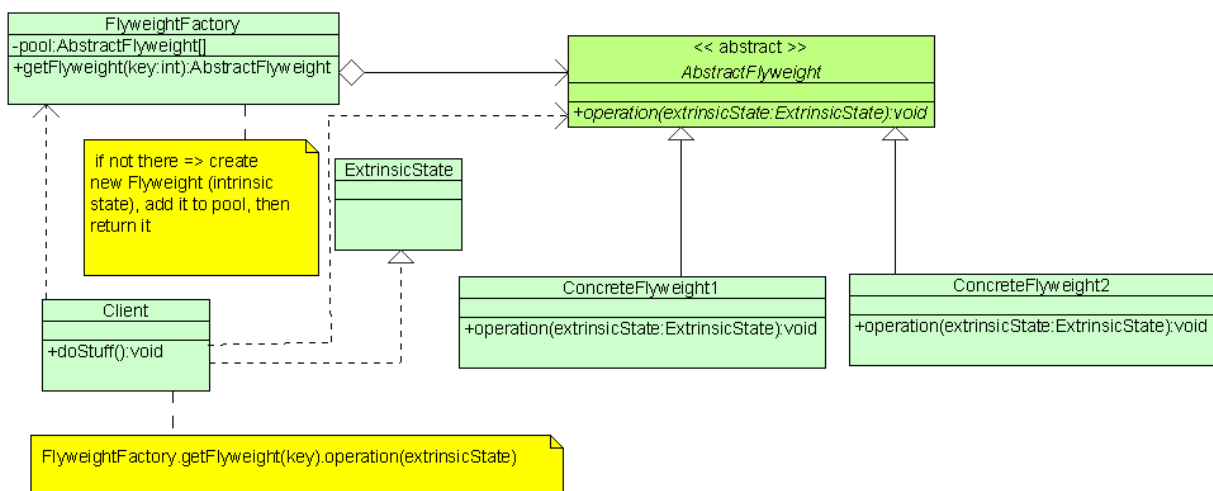 FlyweightFactory
-pool:AbstractFlyweight[]
+getFlyweight(key:int):AbstractFlyweight
<< abstract >>
AbstractFlyweight
+operation(extrinsicState:ExtrinsicState):void
if not there => create
new Flyweight (intrinsic
state), add it to pool, then
return it
ExtrinsicState
Client
+doStuff():void
ConcreteFlyweight1
+operation(extrinsicState:ExtrinsicState):void
ConcreteFlyweight2
+operation(extrinsicState:ExtrinsicState):void
FlyweightFactory.getFlyweight(key).operation(extrinsicState)